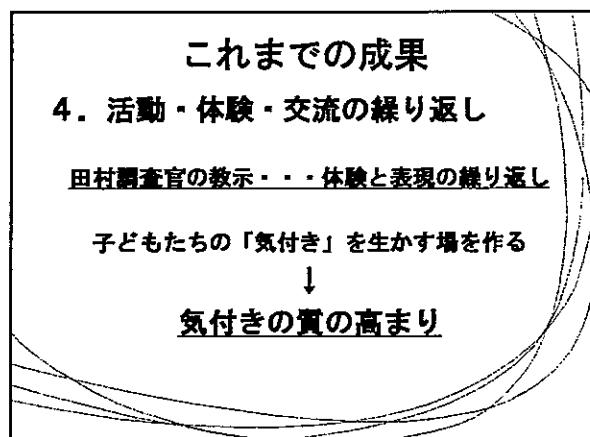 これまでの成果
4．活動・体験・交流の繰り返し
田村調査官の教示・・・体験と表現の繰り返し
子どもたちの「気付き」を生かす場を作る
↓
気付きの質の高まり